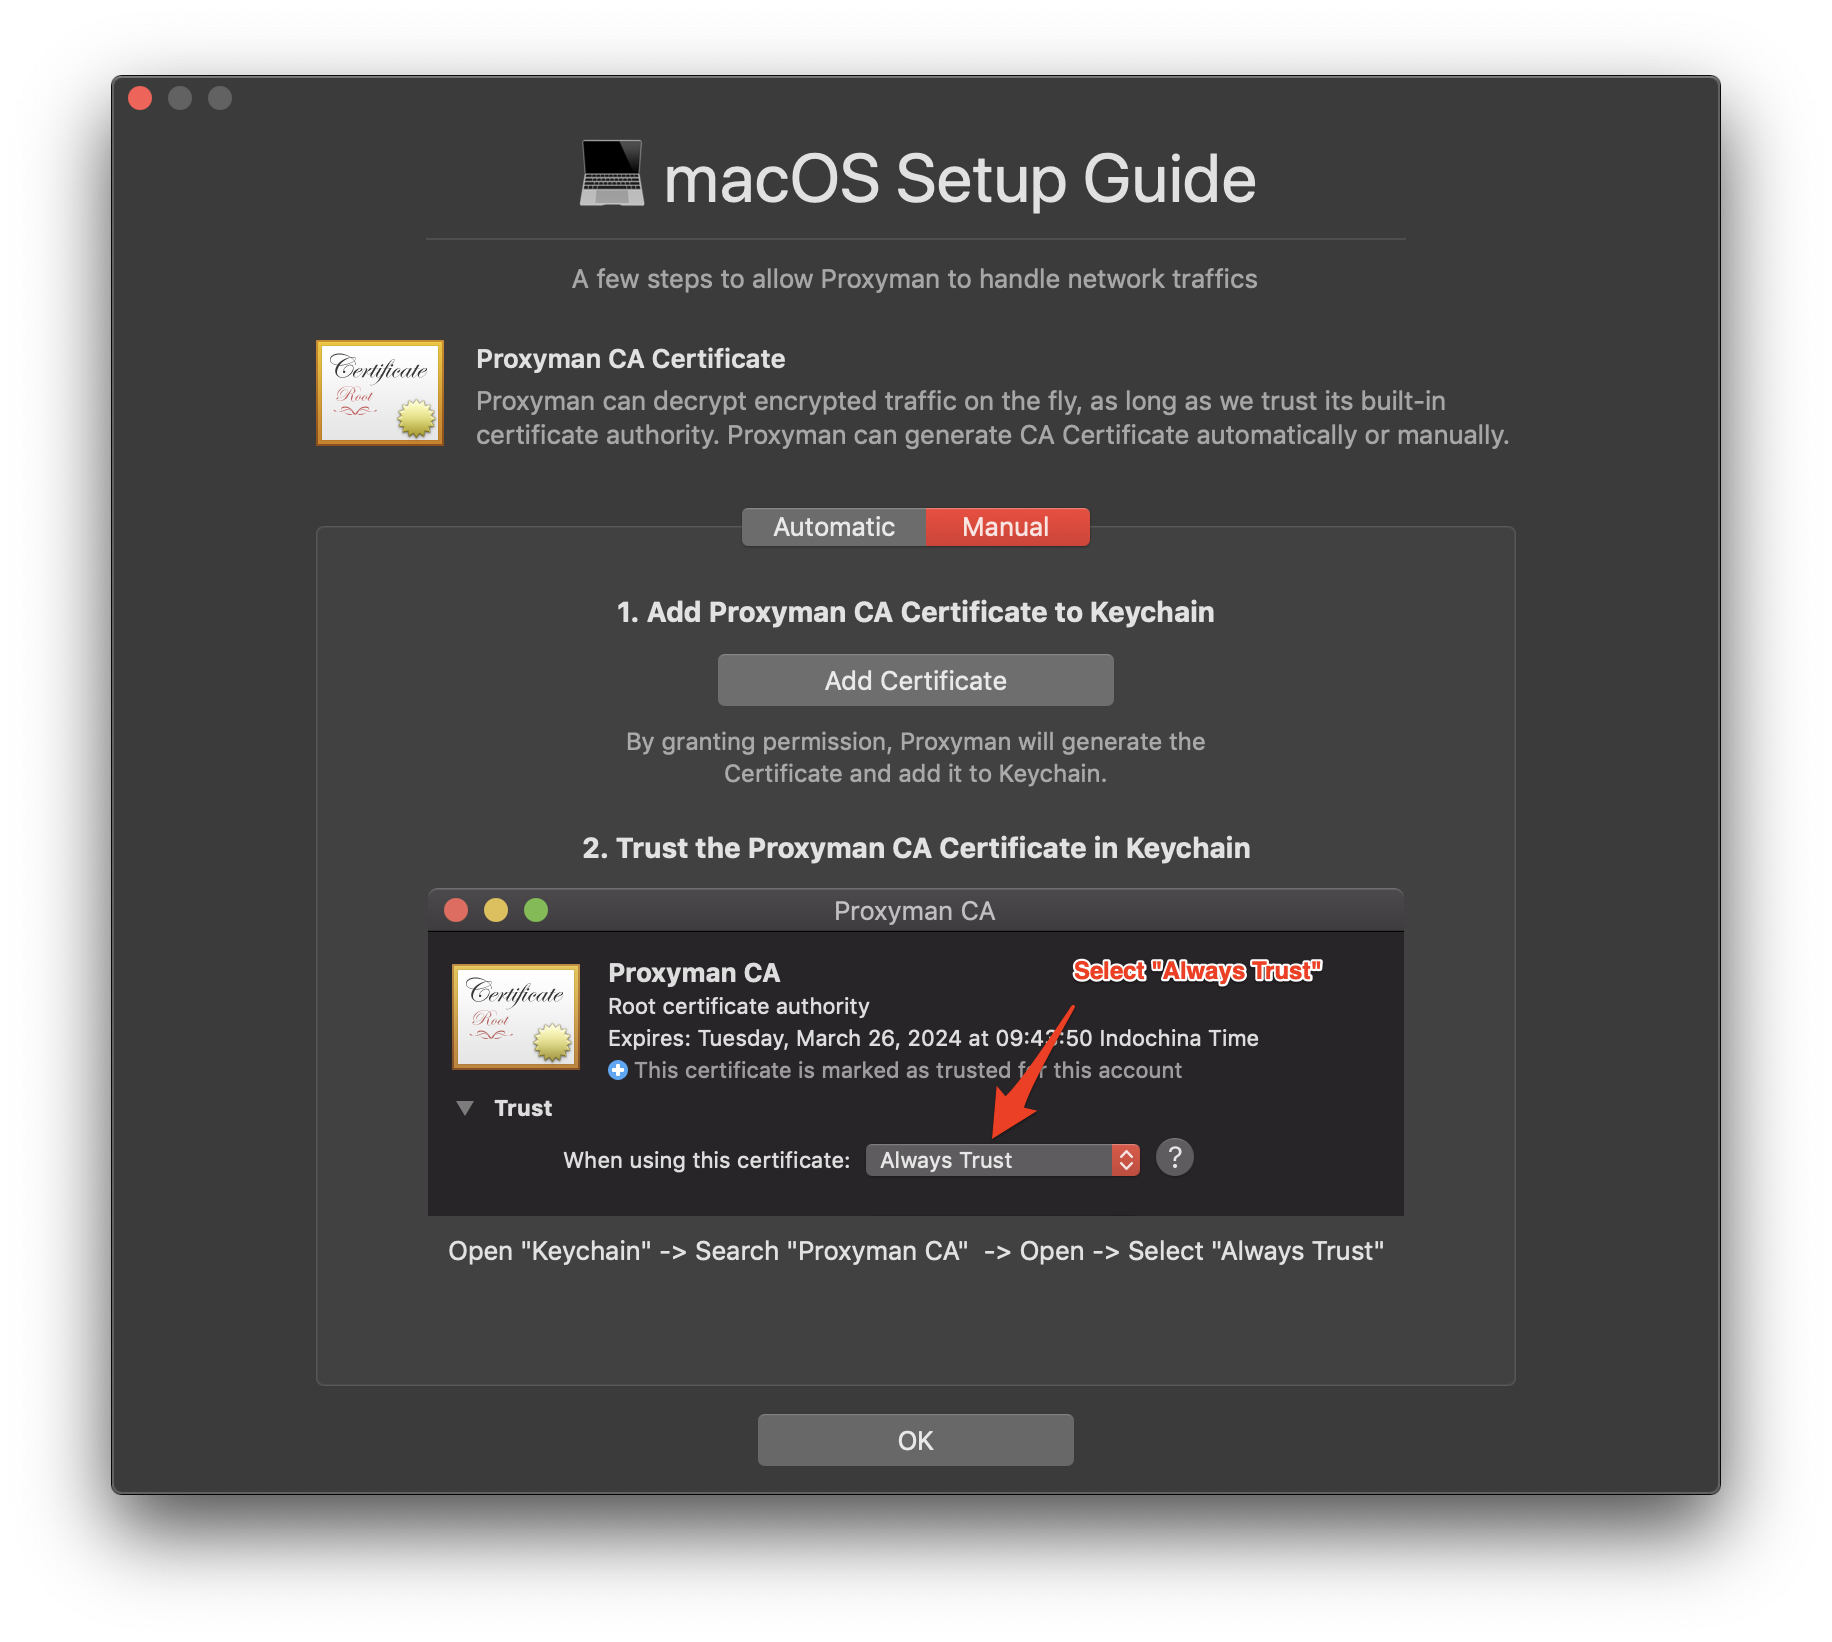 macOS Setup Guide
A few steps to allow Proxyman to handle network traffics
Certificate
Root
Proxyman CA Certificate
Proxyman can decrypt encrypted traffic on the fly, as long as we trust its built-in
certificate authority. Proxyman can generate CA Certificate automatically or manually.
Automatic Manual
1. Add Proxyman CA Certificate to Keychain
Add Certificate
By granting permission, Proxyman will generate the
Certificate and add it to Keychain.
2. Trust the Proxyman CA Certificate in Keychain
Proxyman CA
Select "Always Trust"
Certificate
Root
Proxyman CA
Root certificate authority
Expires: Tuesday, March 26, 2024 at 09:43:50 Indochina Time
This certificate is marked as trusted for this account
Trust
When using this certificate: Always Trust ?
Open "Keychain" -> Search "Proxyman CA"  -> Open -> Select "Always Trust"
OK